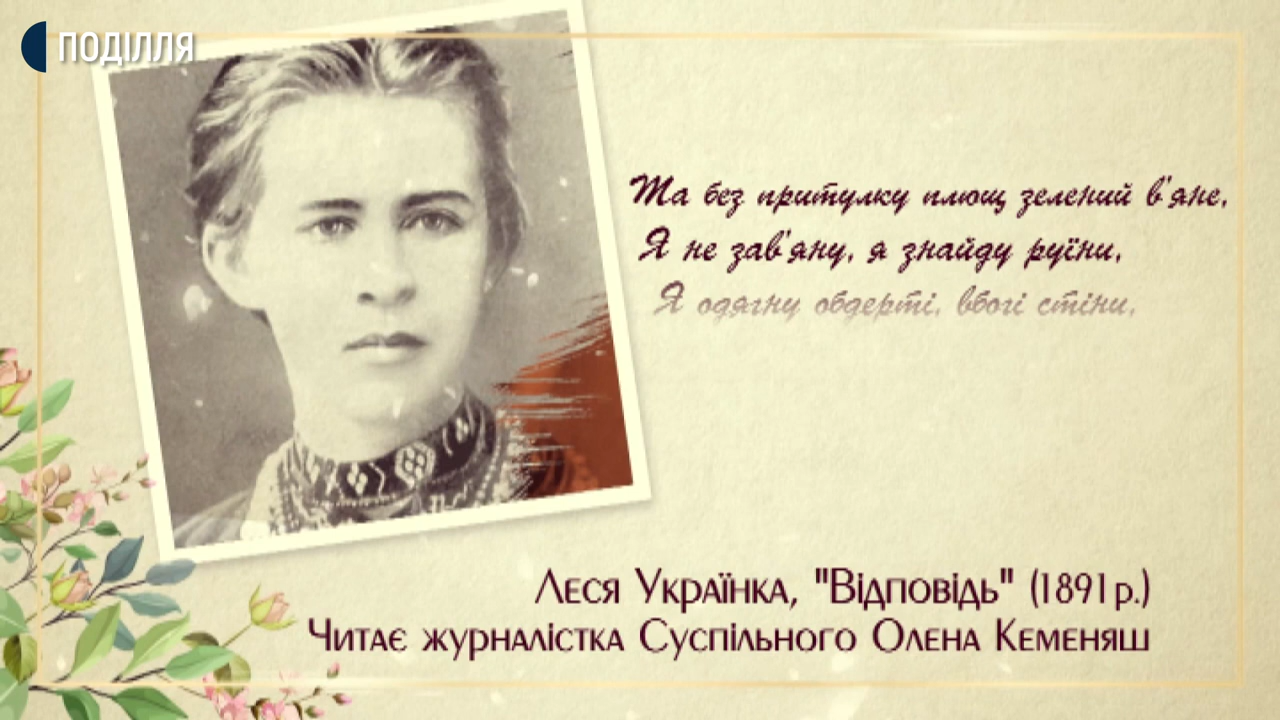 ПОДІЛЛЯ
Та без притулку плющ зелений в'яне,
Я не зав'яну, я знайду руїни,
Я одягну обдерті, вбогі стіни,
Леся Українка, "Відповідь" (1891р.)
Читає журналістка Суспільного Олена Кеменяш